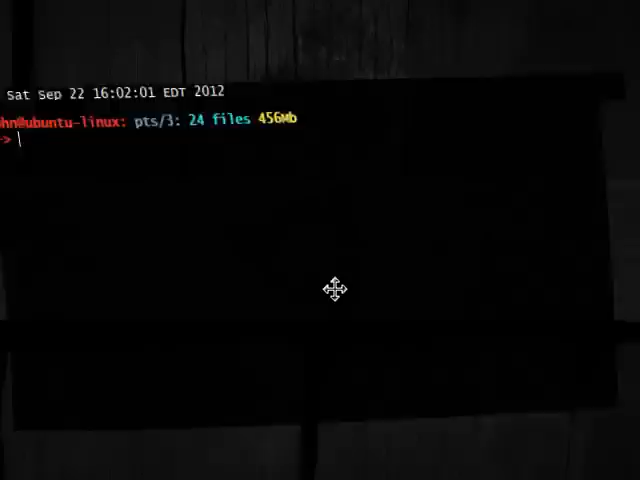 Sat Sep 22 16:02:01 EDT 2012
hn@ubuntu-linux: pts/3: 24 files 456Mb
->